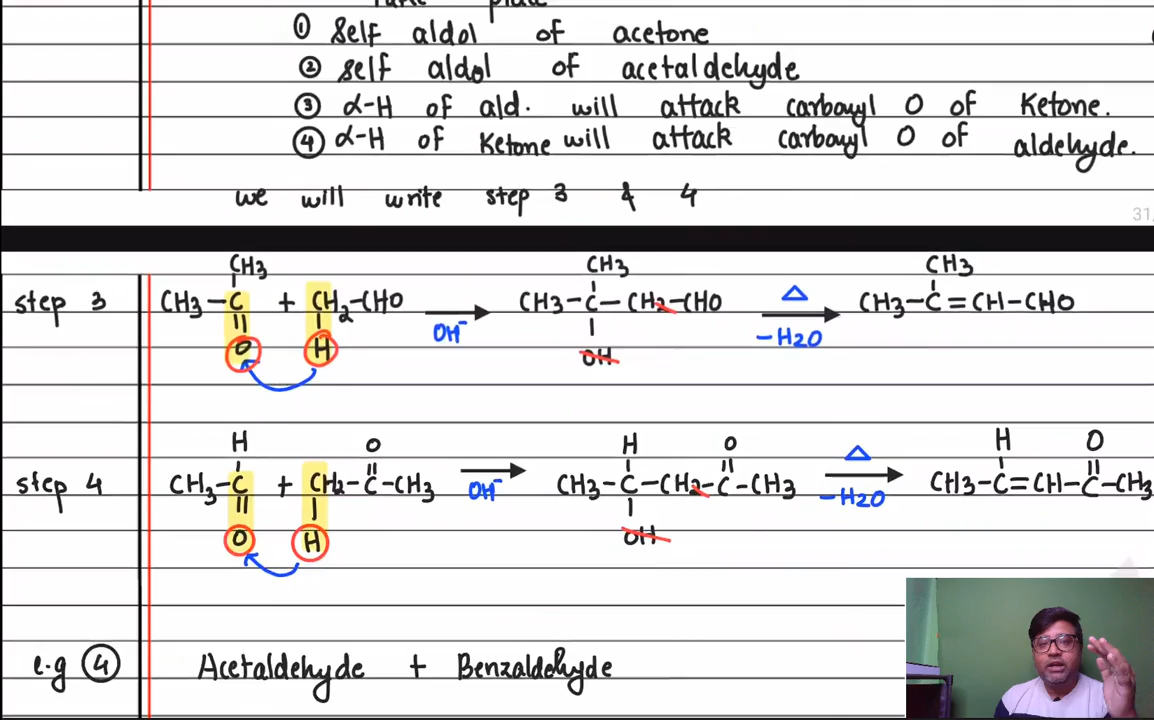 ① Self aldol of acetone
② self aldol of acetaldehyde
③ α-H of ald. will attack carbonyl O of Ketone.
④ α-H of Ketone will attack carbonyl O of aldehyde.
we will write step 3 & 4
31,
CH3 CH3 CH3
step 3 CH3-C + CH2-CHO CH3-C-CH2-CHO Δ CH3-C=CH-CHO
OH⁻ -H2O
O H OH
H O H O H O
step 4 CH3-C + CH2-C-CH3 CH3-C-CH2-C-CH3 Δ CH3-C=CH-C-CH3
OH⁻ -H2O
O H OH
e.g ④ Acetaldehyde + Benzaldehyde